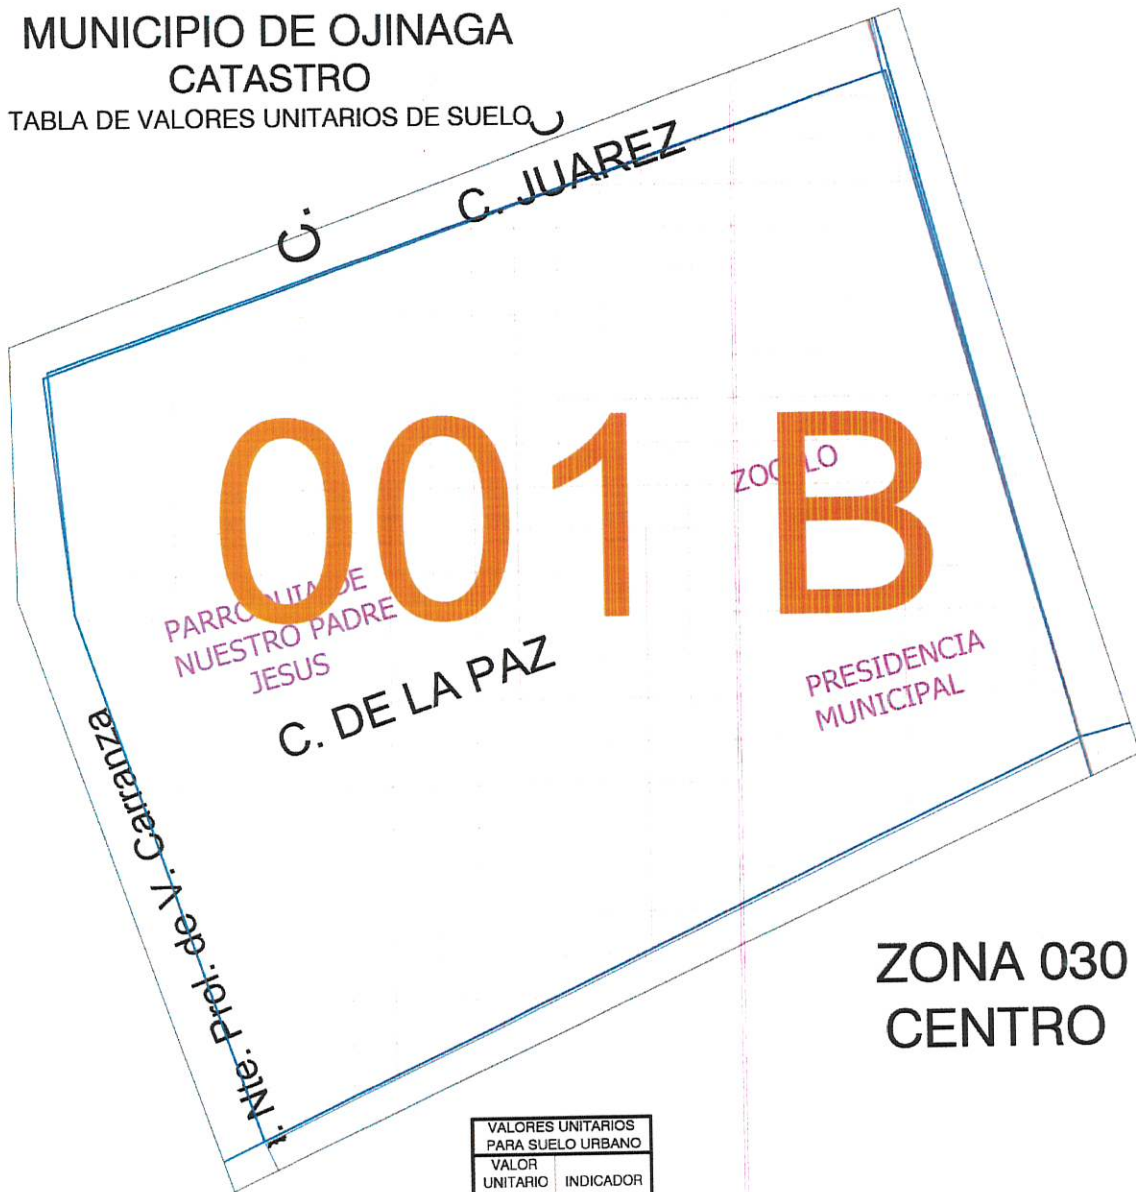 MUNICIPIO DE OJINAGA
CATASTRO
TABLA DE VALORES UNITARIOS DE SUELO
C
C. JUAREZ
C.
001 B
ZOCALO
PARROQUIA DE
NUESTRO PADRE
JESUS
C. DE LA PAZ
PRESIDENCIA
MUNICIPAL
. Nte. Prol. de V. Carranza
ZONA 030
CENTRO
VALORES UNITARIOS
PARA SUELO URBANO
VALOR
UNITARIO INDICADOR